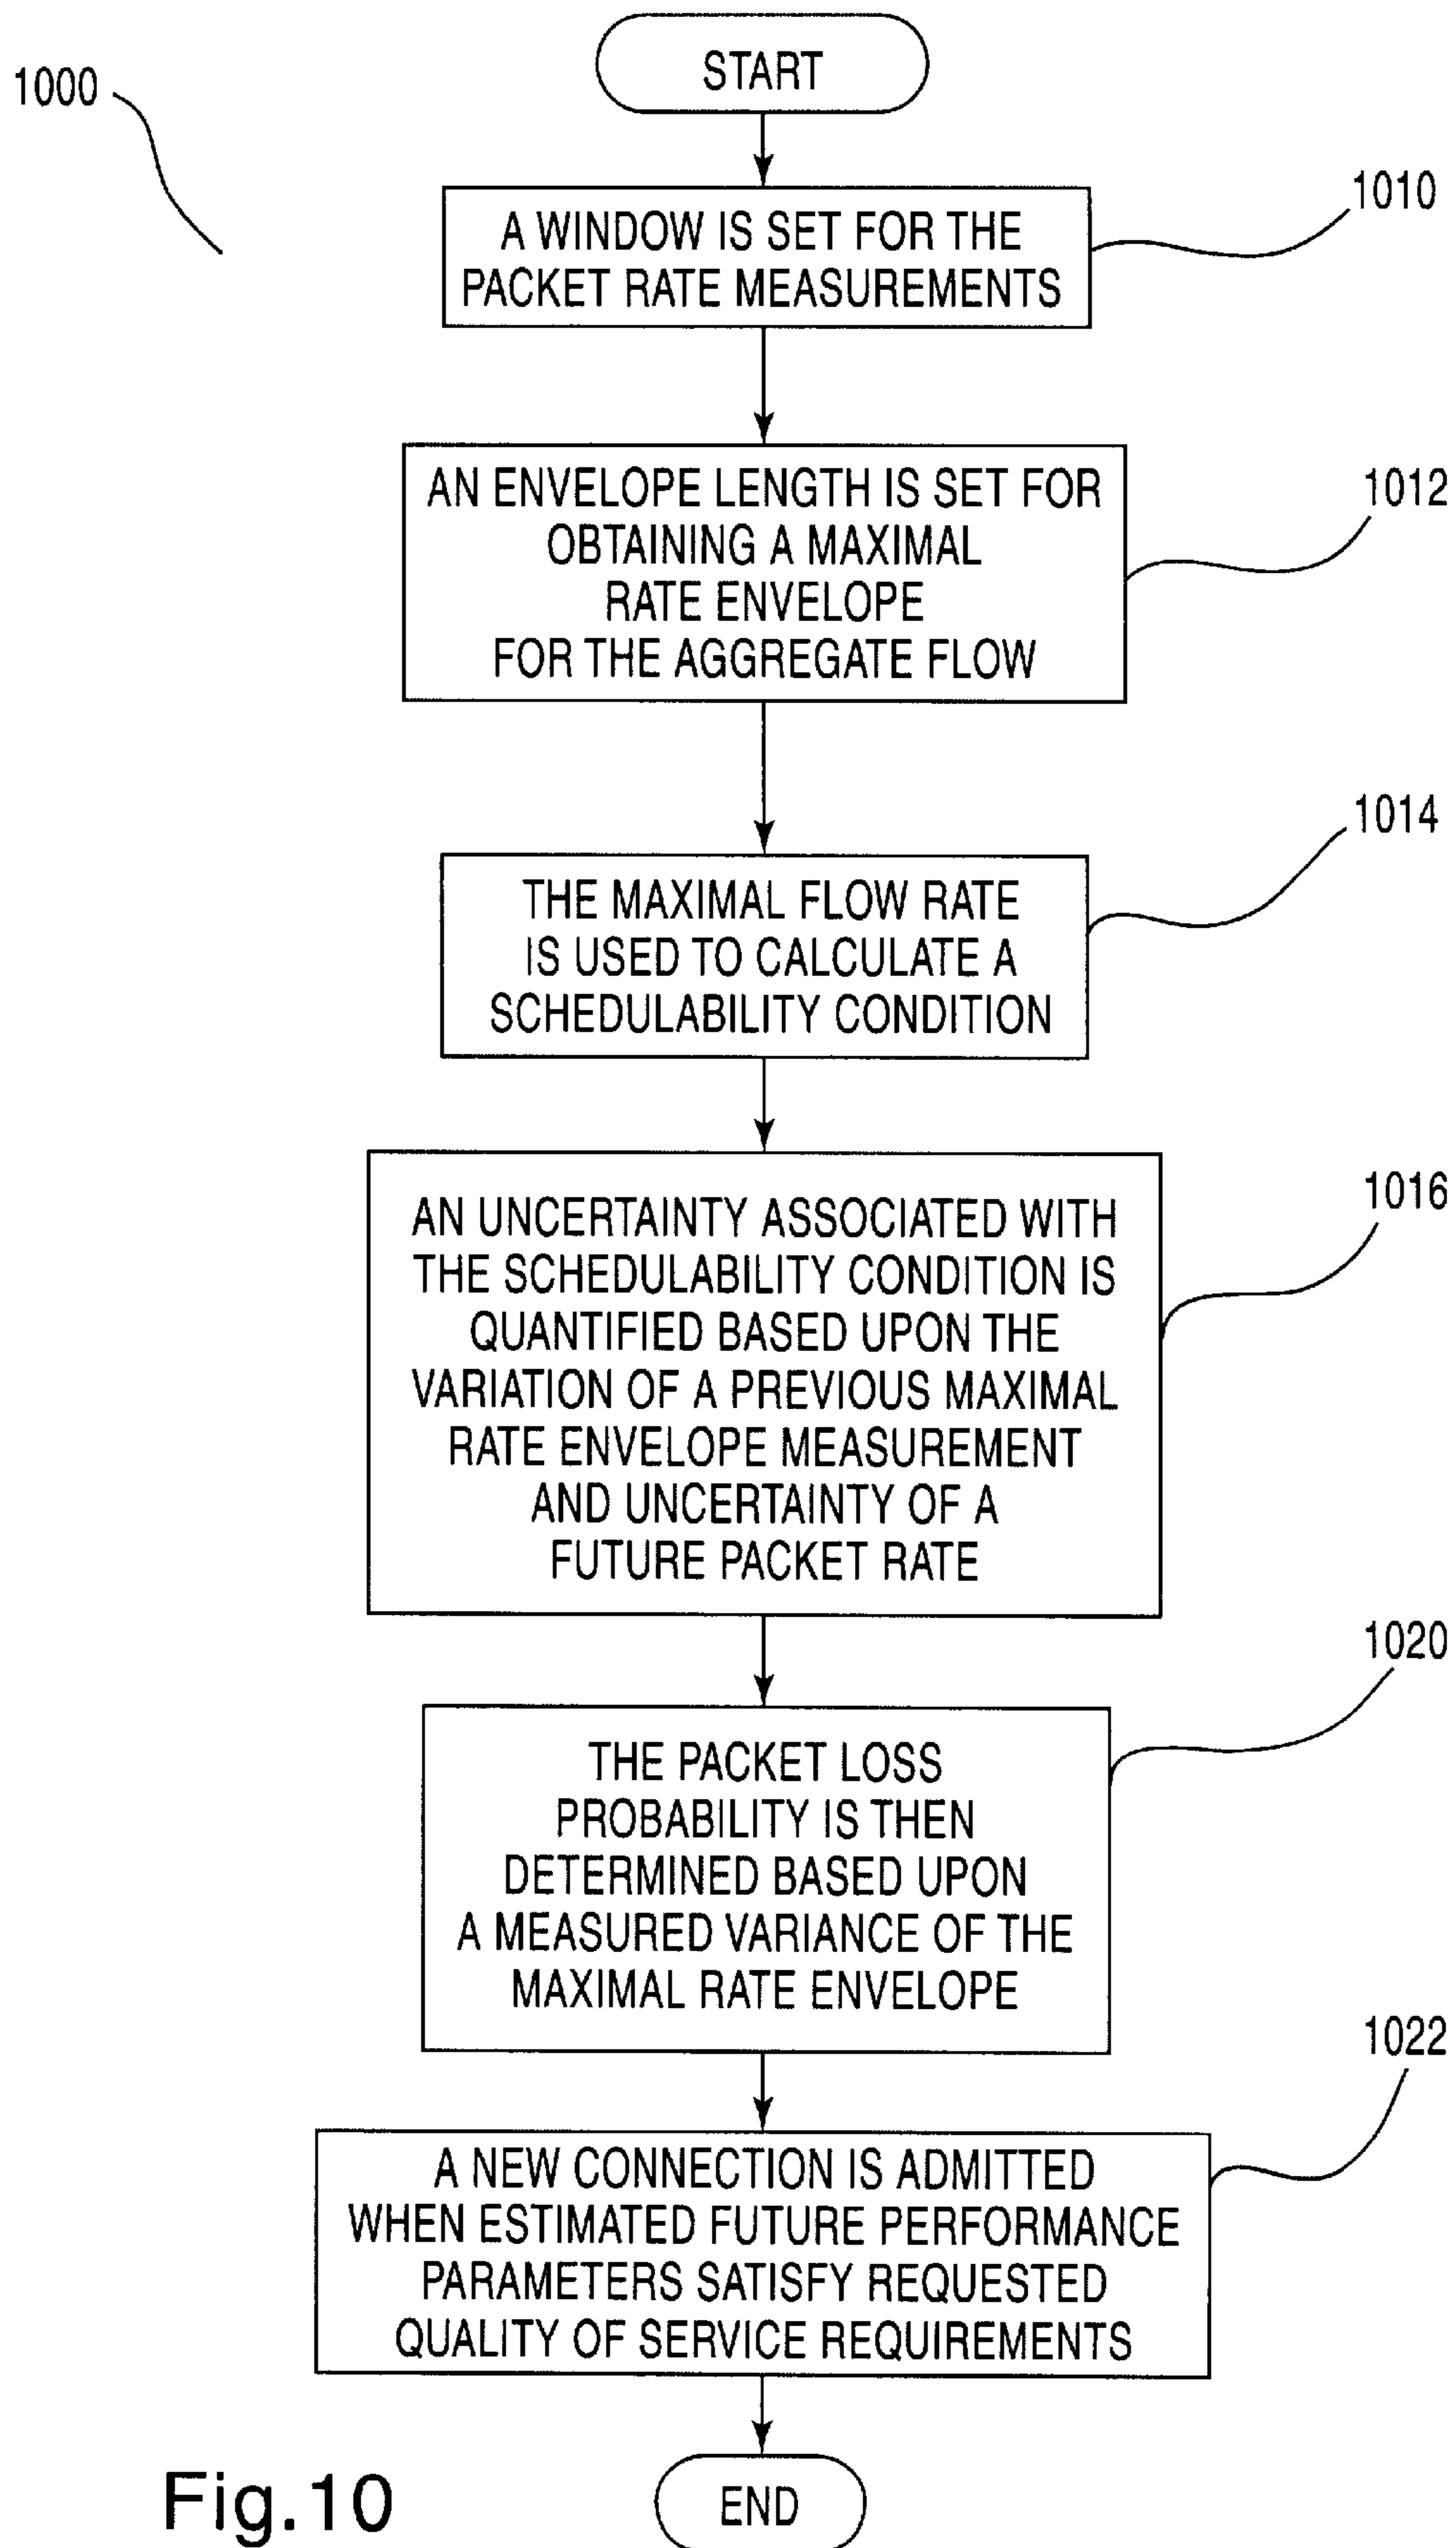 START
1000
1010
A WINDOW IS SET FOR THE
PACKET RATE MEASUREMENTS
1012
AN ENVELOPE LENGTH IS SET FOR
OBTAINING A MAXIMAL
RATE ENVELOPE
FOR THE AGGREGATE FLOW
1014
THE MAXIMAL FLOW RATE
IS USED TO CALCULATE A
SCHEDULABILITY CONDITION
1016
AN UNCERTAINTY ASSOCIATED WITH
THE SCHEDULABILITY CONDITION IS
QUANTIFIED BASED UPON THE
VARIATION OF A PREVIOUS MAXIMAL
RATE ENVELOPE MEASUREMENT
AND UNCERTAINTY OF A
FUTURE PACKET RATE
1020
THE PACKET LOSS
PROBABILITY IS THEN
DETERMINED BASED UPON
A MEASURED VARIANCE OF THE
MAXIMAL RATE ENVELOPE
1022
A NEW CONNECTION IS ADMITTED
WHEN ESTIMATED FUTURE PERFORMANCE
PARAMETERS SATISFY REQUESTED
QUALITY OF SERVICE REQUIREMENTS
END
Fig.10